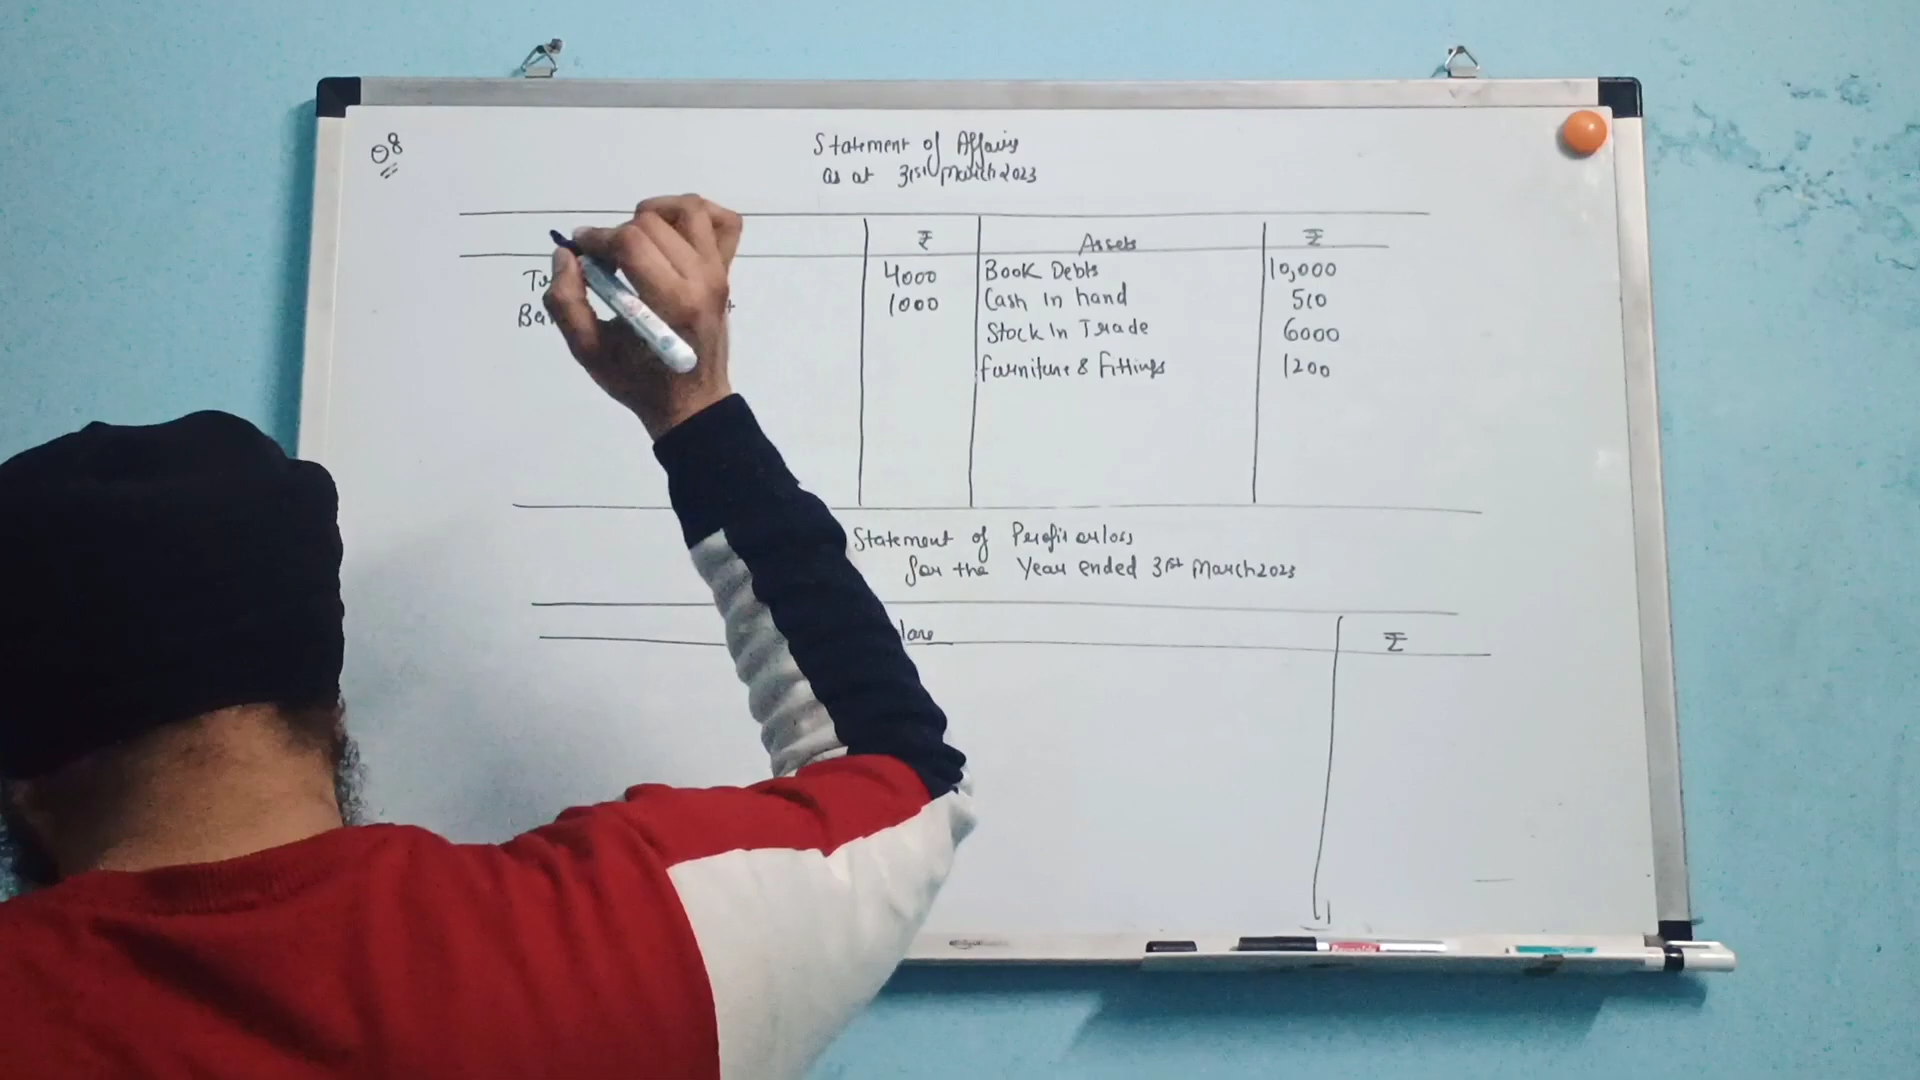 Q8
Statement of Affairs
as at 31st March 2023
₹ Assets ₹
4000 Book Debts 10,000
1000 Cash In hand 510
Stock In Trade 6000
Furniture & Fittings 1200
Statement of Profit or loss
for the Year ended 31st March 2023
₹